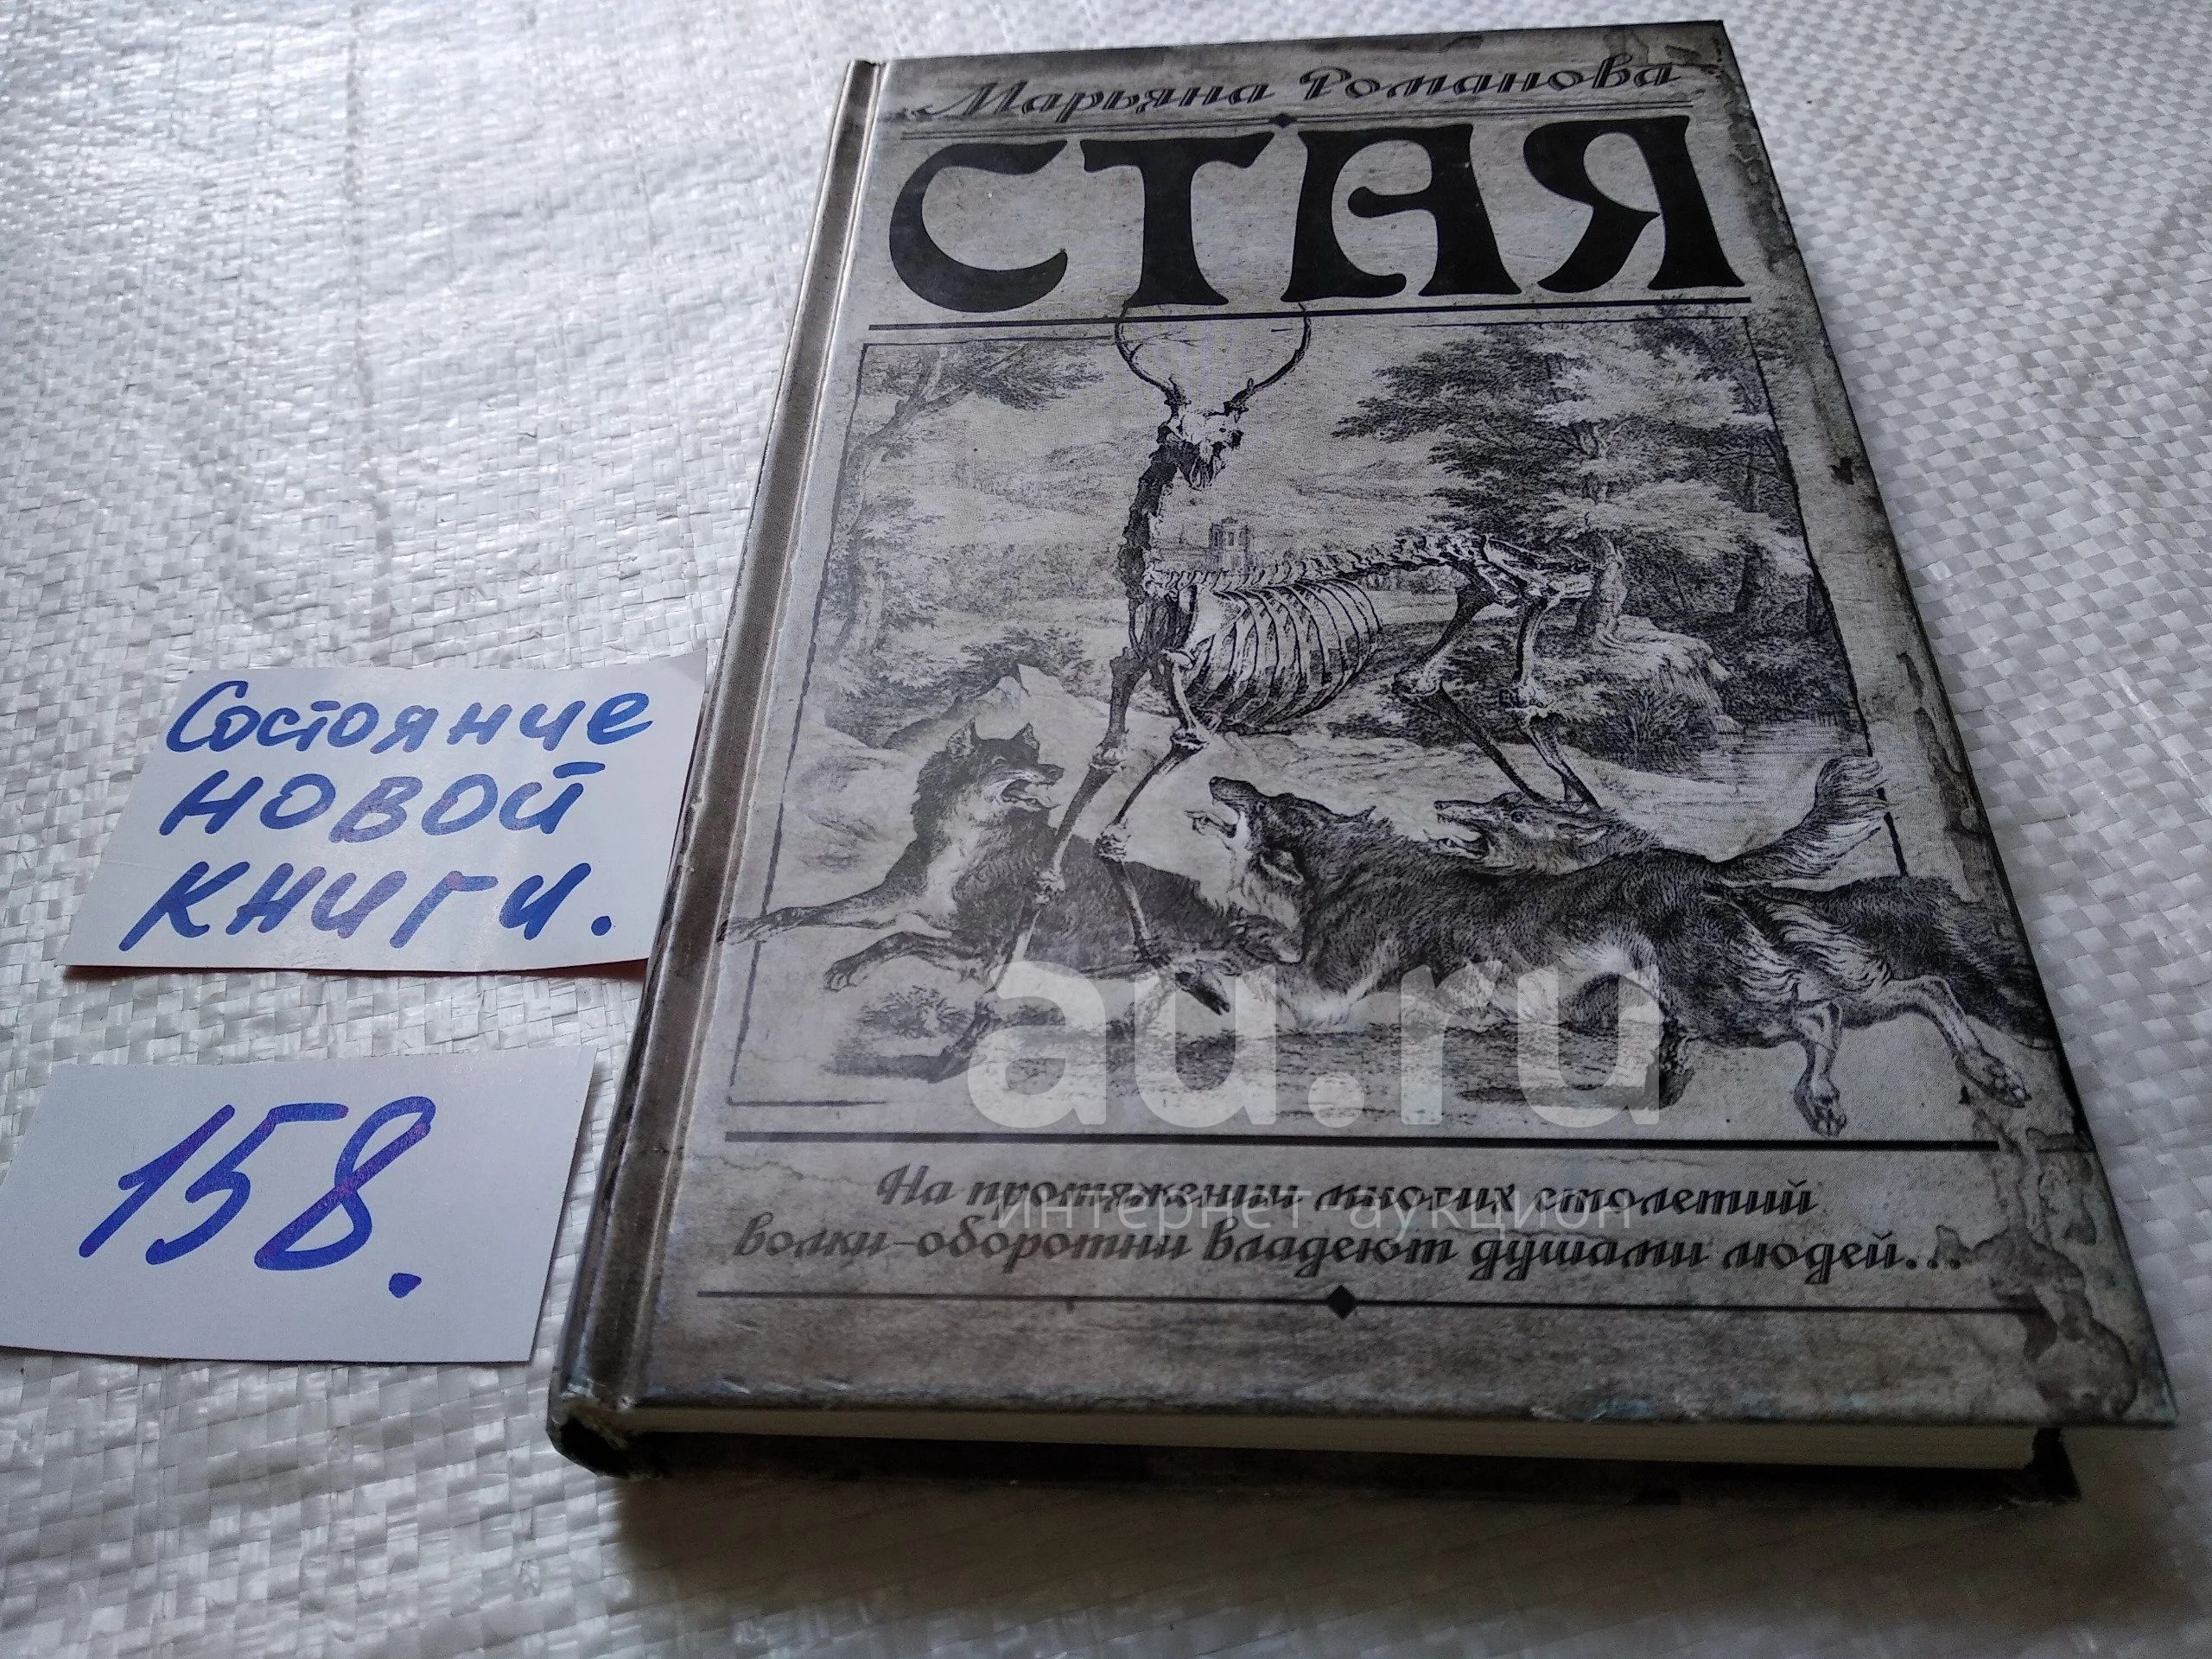 Марьяна Романова
СТАЯ
Состояние
новой
книги.
158.
au.ru
интернет-аукцион
На протяжении многих столетий
волки-оборотни владеют душами людей...